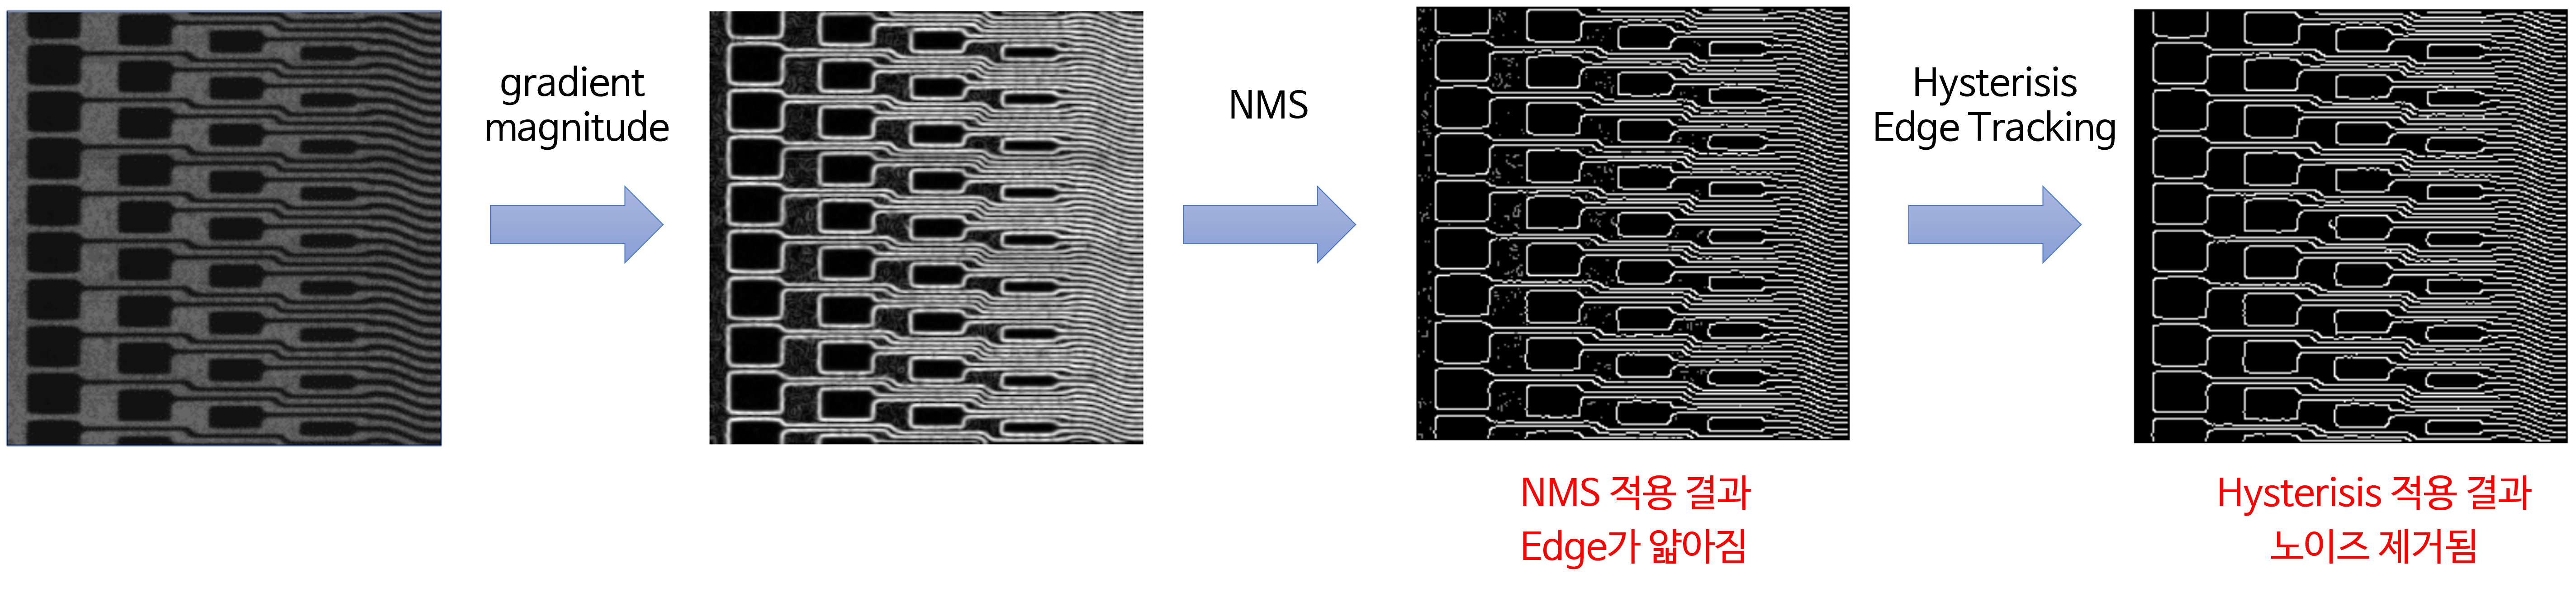 gradient
magnitude
NMS
Hysterisis
Edge Tracking
NMS 적용 결과
Edge가 얇아짐
Hysterisis 적용 결과
노이즈 제거됨